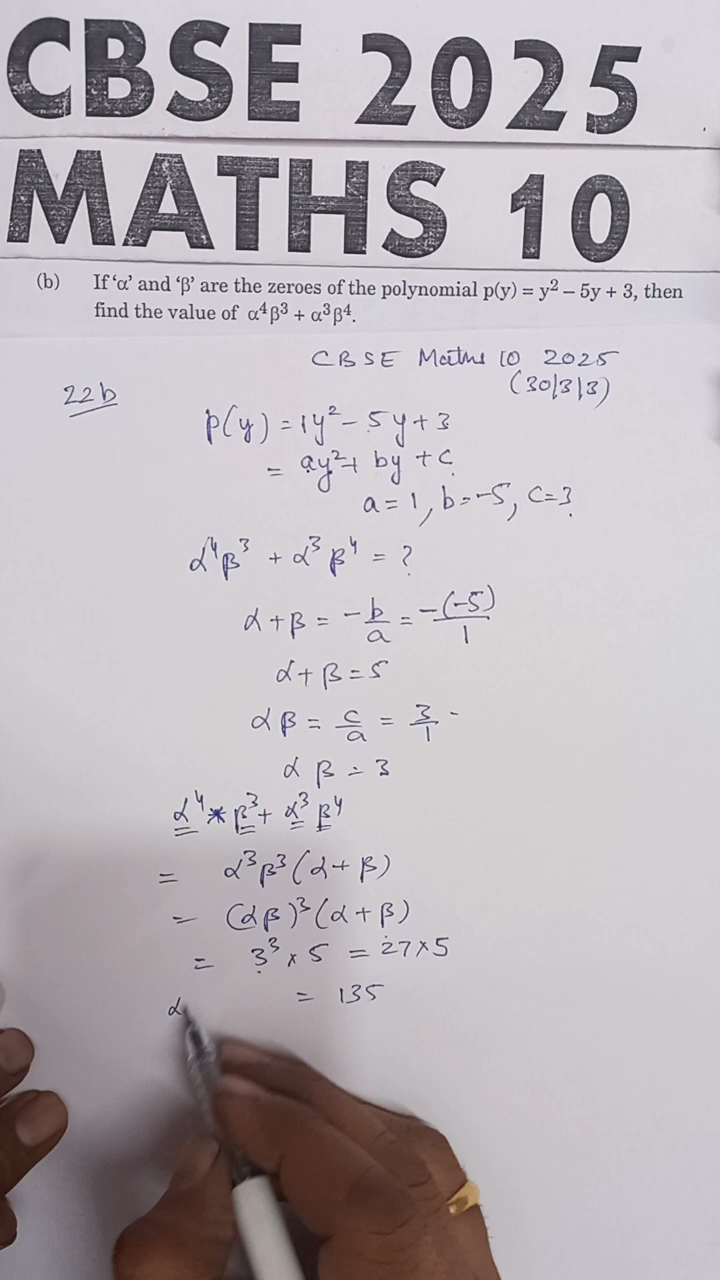 CBSE 2025
MATHS 10
(b) If 'α' and 'β' are the zeroes of the polynomial p(y) = y² – 5y + 3, then
find the value of α⁴β³ + α³β⁴.
CBSE Maths 10 2025
(30/3/3)
22b
p(y) = 1y² - 5y + 3
= ay² + by + c
a = 1, b = -5, c = 3
α⁴β³ + α³β⁴ = ?
α + β = -b/a = -(-5)/1
α + β = 5
αβ = c/a = 3/1
αβ = 3
α⁴ * β³ + α³ β⁴
= α³β³(α + β)
= (αβ)³(α + β)
= 3³ × 5 = 27×5
= 135
α